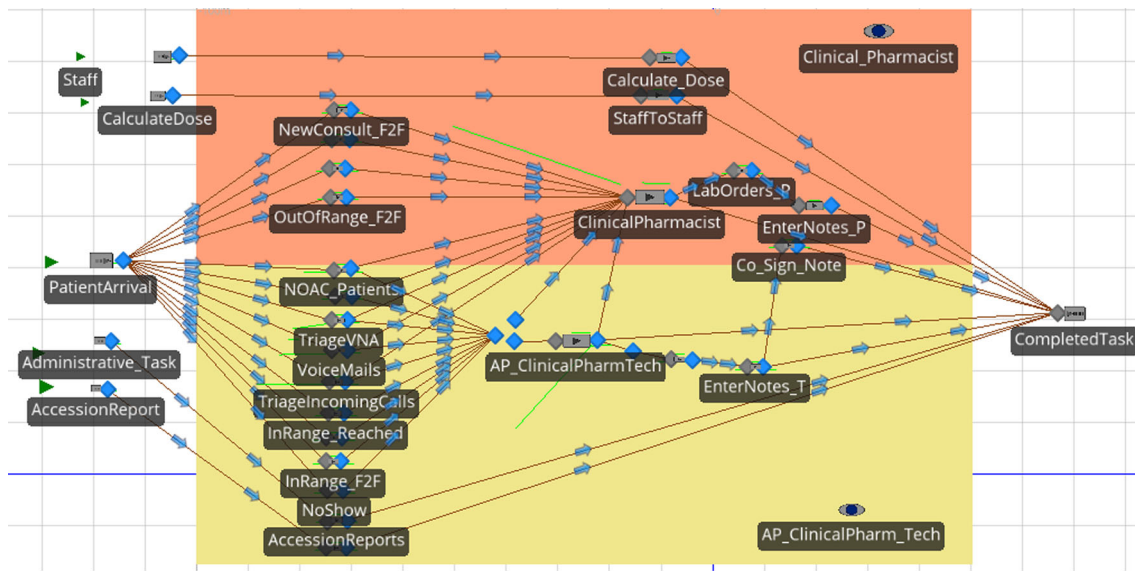 Clinical_Pharmacist
Staff
Calculate_Dose
CalculateDose
StaffToStaff
NewConsult_F2F
LabOrders_P
OutOfRange_F2F
ClinicalPharmacist
EnterNotes_P
Co_Sign_Note
PatientArrival
NOAC_Patients
TriageVNA
CompletedTask
Administrative_Task
VoiceMails
AP_ClinicalPharmTech
EnterNotes_T
AccessionReport
TriageIncomingCalls
InRange_Reached
InRange_F2F
NoShow
AccessionReports
AP_ClinicalPharm_Tech